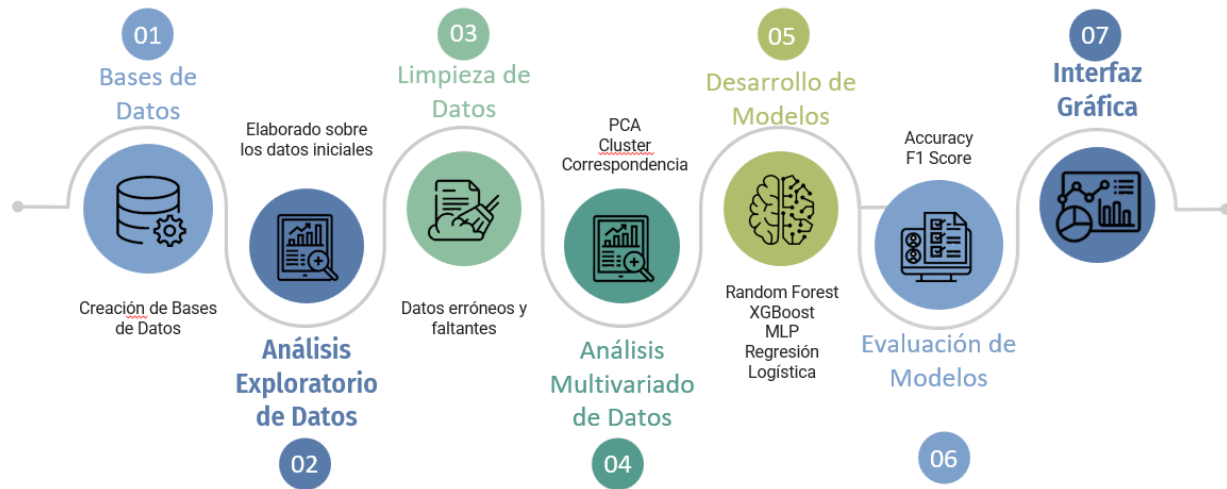 01
Bases de
Datos
Creación de Bases
de Datos
Elaborado sobre
los datos iniciales
Análisis
Exploratorio
de Datos
02
03
Limpieza de
Datos
Datos erróneos y
faltantes
PCA
Cluster
Correspondencia
Análisis
Multivariado
de Datos
04
05
Desarrollo de
Modelos
Random Forest
XGBoost
MLP
Regresión
Logística
Accuracy
F1 Score
Evaluación de
Modelos
06
07
Interfaz
Gráfica